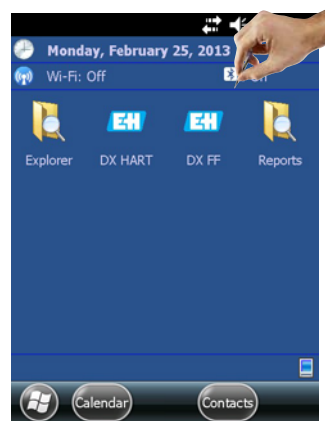 Monday, February 25, 2013
Wi-Fi: Off
E+H
E+H
Explorer
DX HART
DX FF
Reports
Calendar
Contacts